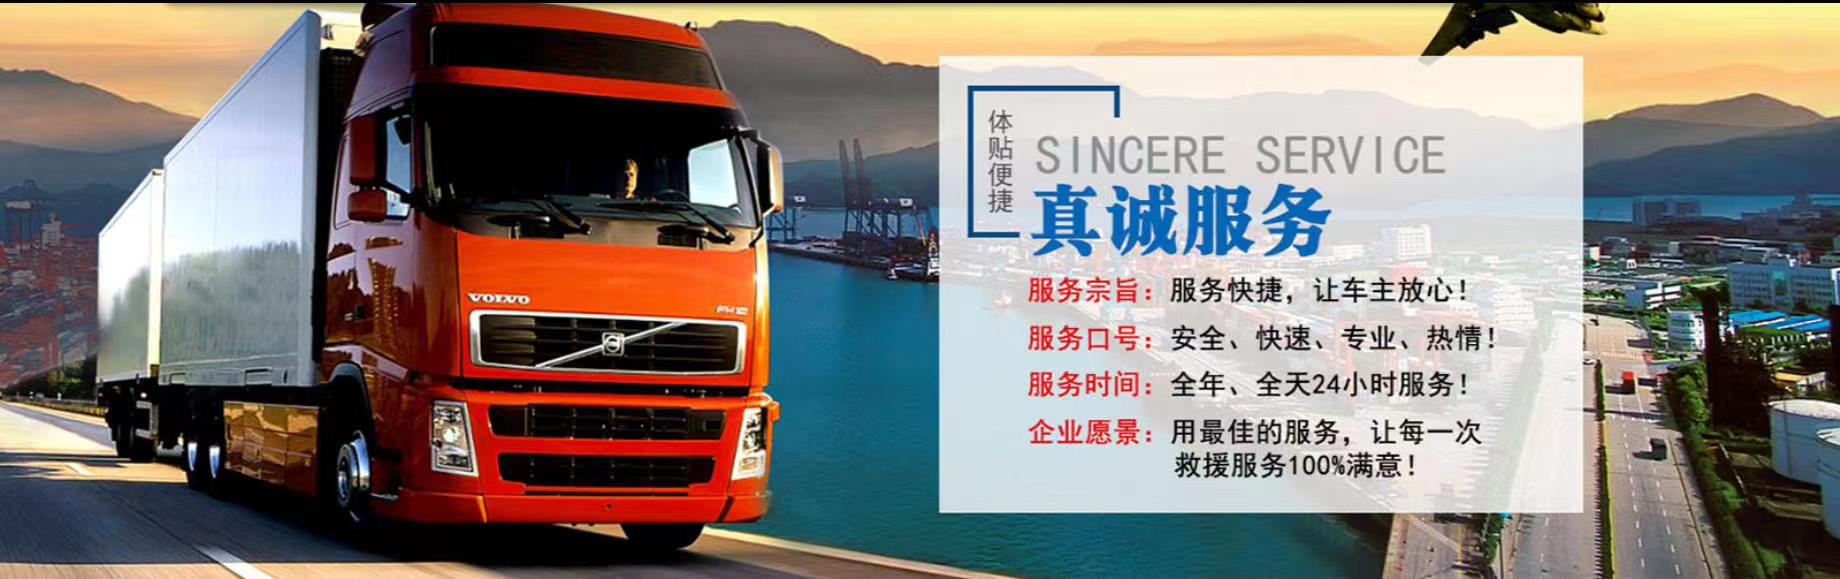 体贴便捷
SINCERE SERVICE
真诚服务
服务宗旨：服务快捷，让车主放心！
服务口号：安全、快速、专业、热情！
服务时间：全年、全天24小时服务！
企业愿景：用最佳的服务，让每一次
救援服务100%满意！
VOLVO
FH12